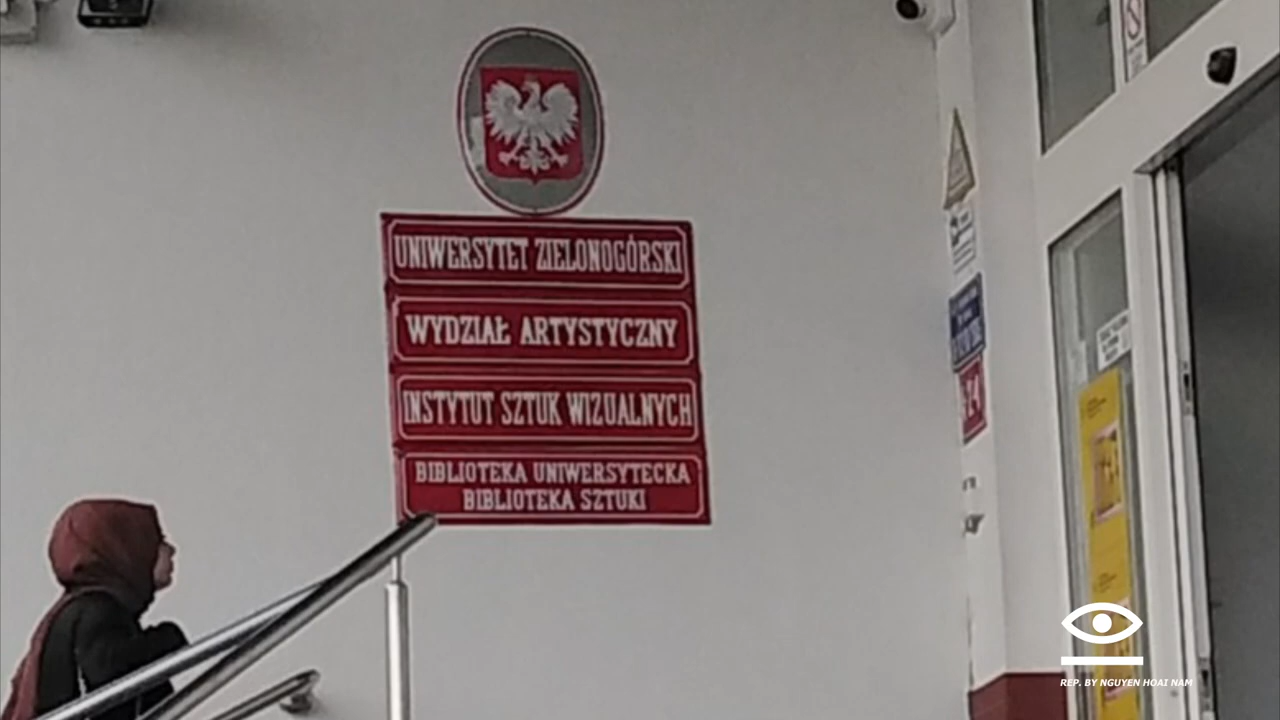 UNIWERSYTET ZIELONOGÓRSKI
WYDZIAŁ ARTYSTYCZNY
INSTYTUT SZTUK WIZUALNYCH
BIBLIOTEKA UNIWERSYTECKA
BIBLIOTEKA SZTUKI
REP. BY NGUYEN HOAI NAM